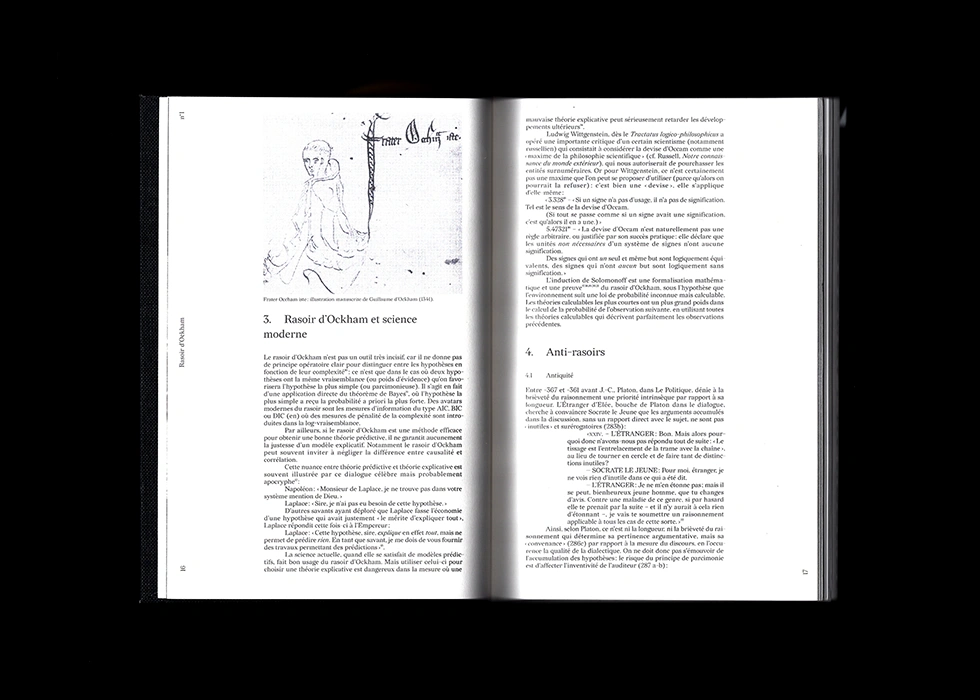 n°1
Rasoir d'Ockham
16
frater Occham iste
Frater Occham iste: illustration manuscrite de Guillaume d'Ockham (1341).
3. Rasoir d'Ockham et science
moderne
Le rasoir d'Ockham n'est pas un outil très incisif, car il ne donne pas
de principe opératoire clair pour distinguer entre les hypothèses en
fonction de leur complexité : ce n'est que dans le cas où deux hypo-
thèses ont la même vraisemblance (ou poids d'évidence) qu'on favo-
risera l'hypothèse la plus simple (ou parcimonieuse). Il s'agit en fait
d'une application directe du théorème de Bayes, où l'hypothèse la
plus simple a reçu la probabilité a priori la plus forte. Des avatars
modernes du rasoir sont les mesures d'information du type AIC, BIC
ou DIC (en) où des mesures de pénalité de la complexité sont intro-
duites dans la log-vraisemblance.
Par ailleurs, si le rasoir d'Ockham est une méthode efficace
pour obtenir une bonne théorie prédictive, il ne garantit aucunement
la justesse d'un modèle explicatif. Notamment le rasoir d'Ockham
peut souvent inviter à négliger la différence entre causalité et
corrélation.
Cette nuance entre théorie prédictive et théorie explicative est
souvent illustrée par ce dialogue célèbre mais probablement
apocryphe :
Napoléon: «Monsieur de Laplace, je ne trouve pas dans votre
système mention de Dieu.»
Laplace: «Sire, je n'ai pas eu besoin de cette hypothèse.»
D'autres savants ayant déploré que Laplace fasse l'économie
d'une hypothèse qui avait justement «le mérite d'expliquer tout»,
Laplace répondit cette fois-ci à l'Empereur:
Laplace: «Cette hypothèse, sire, explique en effet tout, mais ne
permet de prédire rien. En tant que savant, je me dois de vous fournir
des travaux permettant des prédictions».
La science actuelle, quand elle se satisfait de modèles prédic-
tifs, fait bon usage du rasoir d'Ockham. Mais utiliser celui-ci pour
choisir une théorie explicative est dangereux dans la mesure où une
mauvaise théorie peut sérieusement retarder les dévelop-
pements ultérieurs.
Ludwig Wittgenstein, dès le Tractatus logico-philosophicus a
opéré une importante critique d'un certain scientisme (notamment
russellien) qui consistait à considérer la devise d'Occam comme une
«maxime de la philosophie scientifique» (cf. Russell, Notre connais-
sance du monde extérieur), qui nous autoriserait de pourchasser les
entités surnuméraires. Or pour Wittgenstein, ce n'est certainement
pas une maxime que l'on peut se proposer d'utiliser (parce qu'alors on
pourrait la refuser) ; c'est bien une «devise», elle s'applique
d'elle-même :
«3.328 – «Si un signe n'a pas d'usage, il n'a pas de signification.
Tel est le sens de la devise d'Occam.
(Si tout se passe comme si un signe avait une signification,
c'est qu'alors il en a une.)»
5.47321 – «La devise d'Occam n'est naturellement pas une
règle arbitraire, ou justifiée par son succès pratique : elle déclare que
les unités non nécessaires d'un système de signes n'ont aucune
signification.
Des signes qui ont un seul et même but sont logiquement équi-
valents, des signes qui n'ont aucun but sont logiquement sans
signification.»
L'induction de Solomonoff est une formalisation mathéma-
tique et une preuve du rasoir d'Ockham, sous l'hypothèse que
l'environnement suit une loi de probabilité inconnue mais calculable.
Les théories calculables les plus courtes ont un plus grand poids dans
le calcul de la probabilité de l'observation suivante, en utilisant toutes
les théories calculables qui décrivent parfaitement les observations
précédentes.
4. Anti-rasoirs
4.1 Antiquité
Entre -367 et -361 avant J.-C., Platon, dans Le Politique, dénie à la
brièveté du raisonnement une priorité intrinsèque par rapport à sa
longueur. L'Étranger d'Élée, bouche de Platon dans le dialogue,
cherche à convaincre Socrate le Jeune que les arguments accumulés
dans la discussion, sans un rapport direct avec le sujet, ne sont pas
«inutiles» et surérogatoires (283b):
«XXIV. – L'ÉTRANGER: Bon. Mais alors pour-
quoi donc n'avons-nous pas répondu tout de suite: «Le
tissage est l'entrelacement de la trame avec la chaîne»,
au lieu de tourner en cercle et de faire tant de distinc-
tions inutiles?
– SOCRATE LE JEUNE: Pour moi, étranger, je
ne vois rien d'inutile dans ce qui a été dit.
– L'ÉTRANGER: Je ne m'en étonne pas; mais il
se peut, bienheureux jeune homme, que tu changes
d'avis. Contre une maladie de ce genre, si par hasard
elle te prenait par la suite – et il n'y aurait à cela rien
d'étonnant –, je vais te soumettre un raisonnement
applicable à tous les cas de cette sorte.»
Ainsi, selon Platon, ce n'est ni la longueur, ni la brièveté du rai-
sonnement qui détermine sa pertinence argumentative, mais sa
«convenance» (286c) par rapport à la mesure du discours, en l'occu-
rence la qualité de la dialectique. On ne doit donc pas s'émouvoir de
l'accumulation des hypothèses; le risque du principe de parcimonie
est d'affecter l'inventivité de l'auditeur (287 a-b):
17